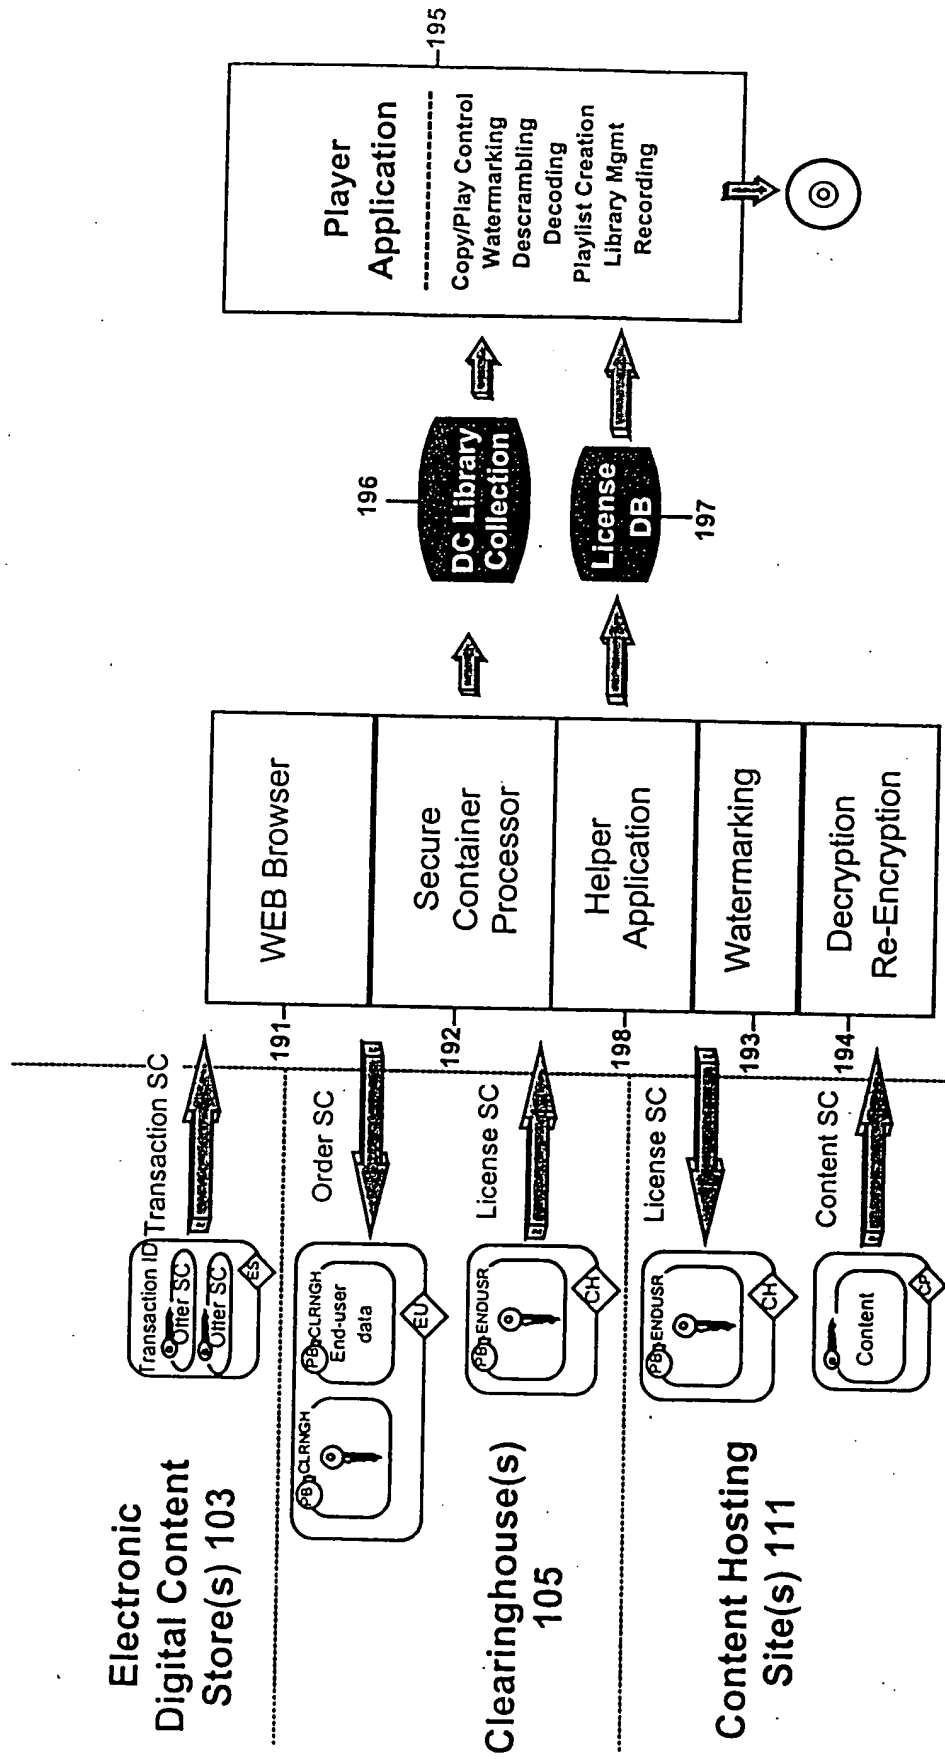 Electronic
Digital Content
Store(s) 103
Transaction ID
Offer SC
Offer SC
ES
Transaction SC
191
WEB Browser
Clearinghouse(s)
105
PB CLRNGH
PB CLRNGH
End-user
data
EU
Order SC
PB ENDUSR
CH
License SC
192
Secure
Container
Processor
198
Helper
Application
Content Hosting
Site(s) 111
PB ENDUSR
CH
License SC
193
Watermarking
Content
CP
Content SC
194
Decryption
Re-Encryption
196
DC Library
Collection
License
DB
197
Player
Application
195
Copy/Play Control
Watermarking
Descrambling
Decoding
Playlist Creation
Library Mgmt
Recording